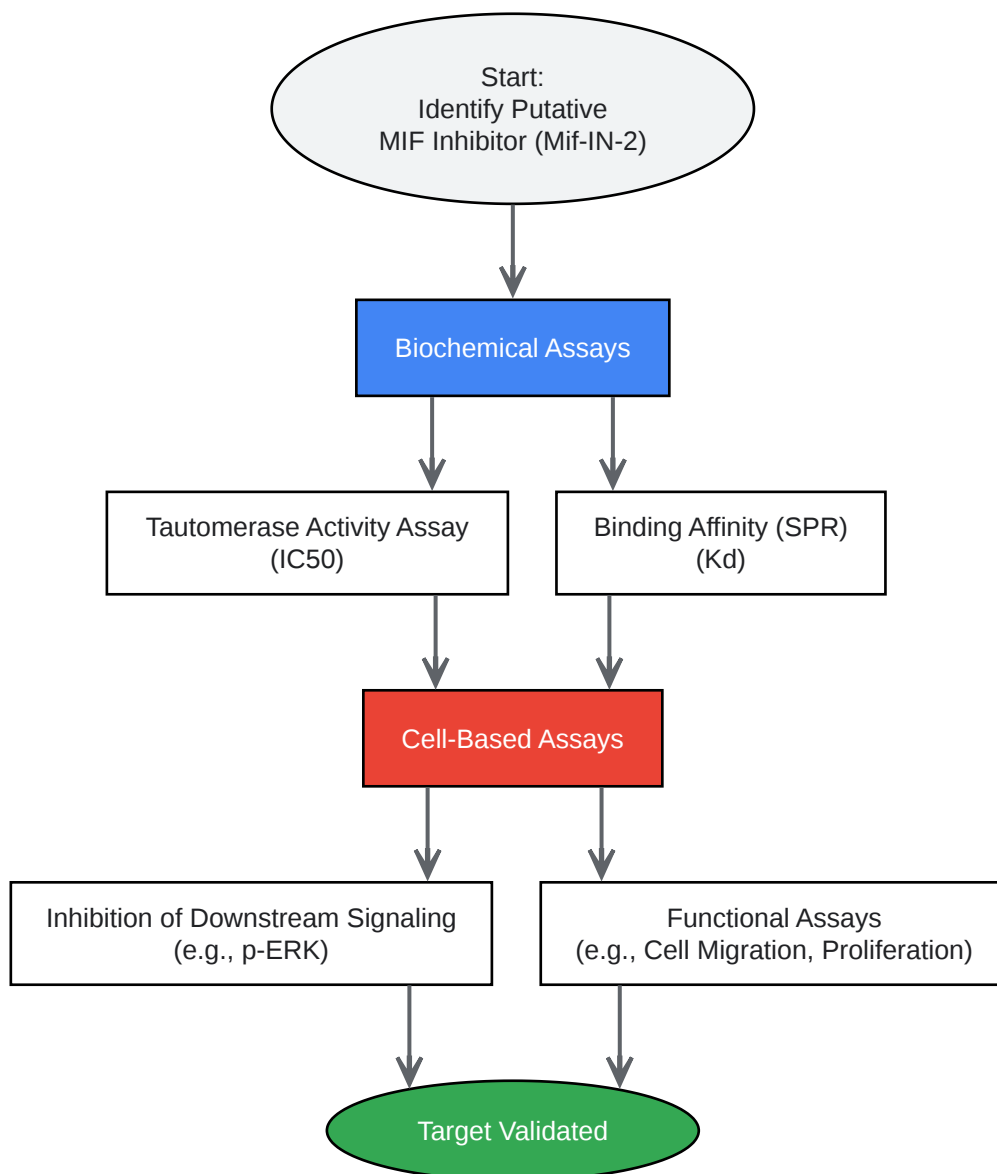 Start:
Identify Putative
MIF Inhibitor (Mif-IN-2)
Biochemical Assays
Tautomerase Activity Assay
(IC50)
Binding Affinity (SPR)
(Kd)
Cell-Based Assays
Inhibition of Downstream Signaling
(e.g., p-ERK)
Functional Assays
(e.g., Cell Migration, Proliferation)
Target Validated